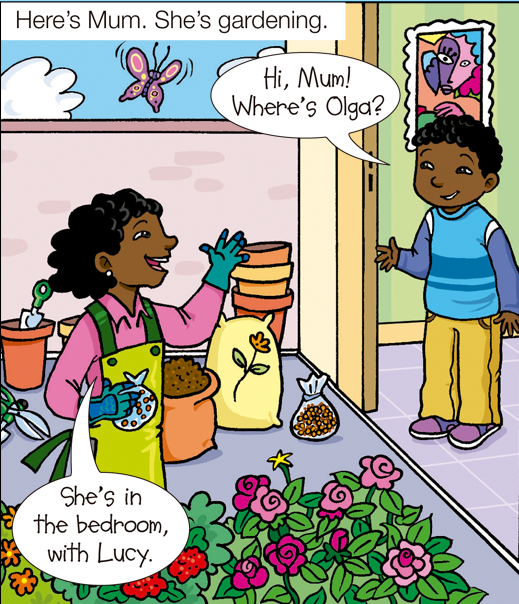 Here's Mum. She's gardening.
Hi, Mum!
Where's Olga?
She's in
the bedroom,
with Lucy.